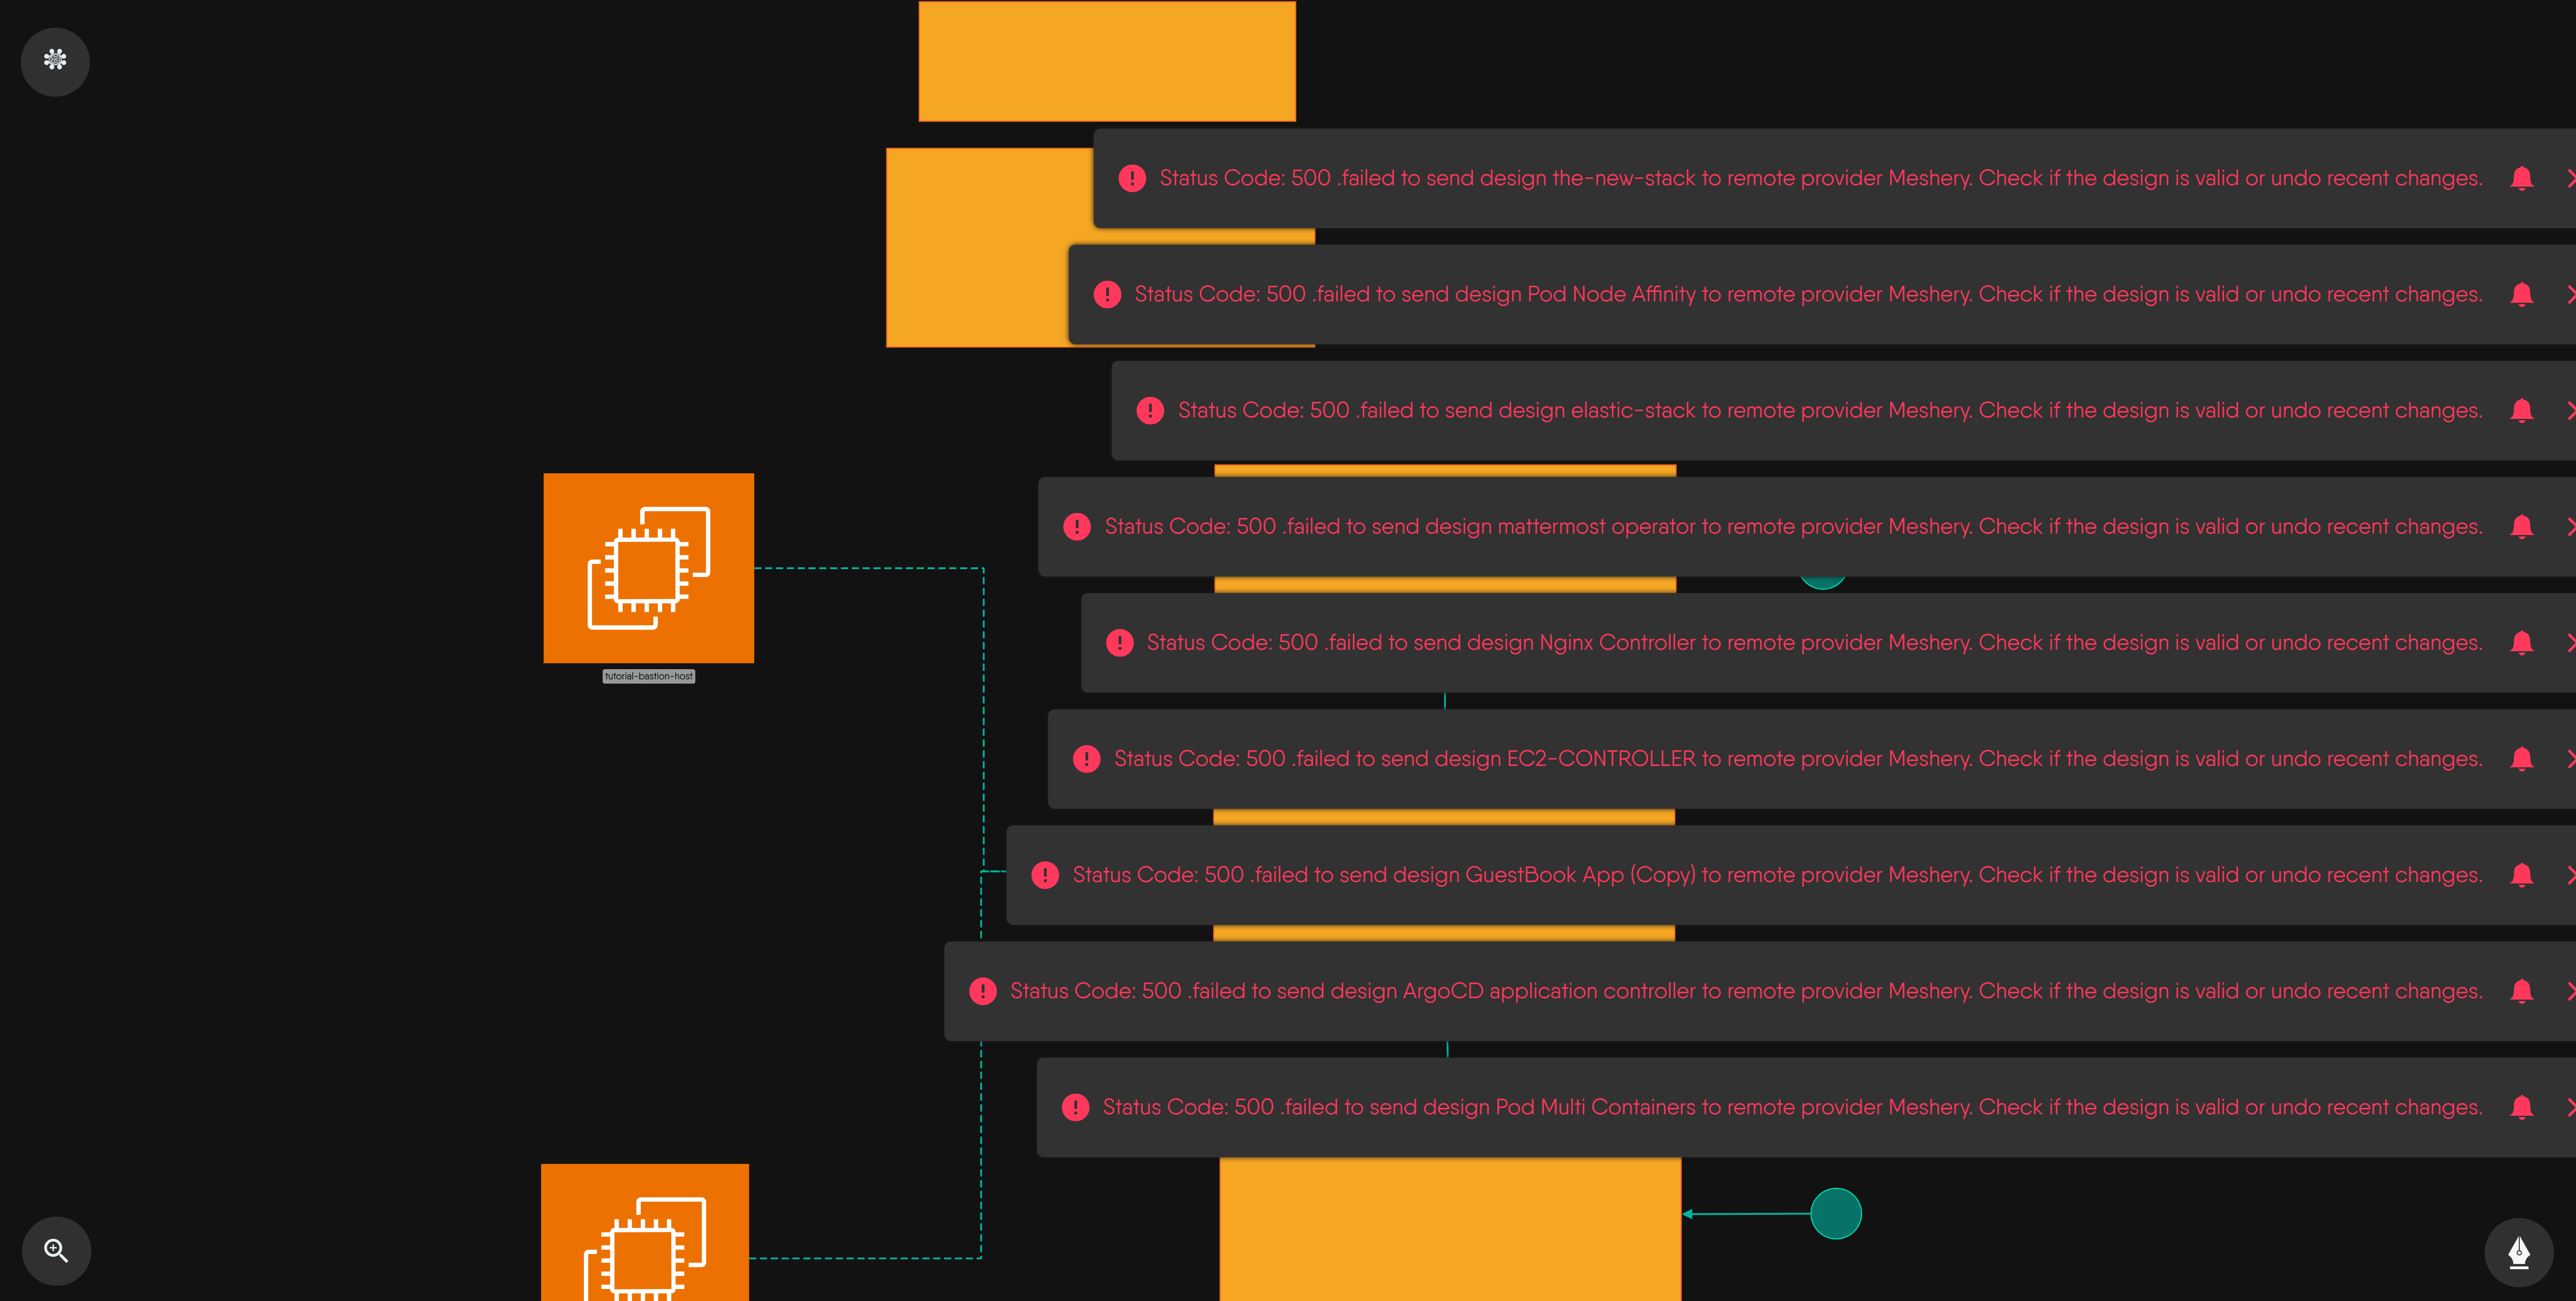 Status Code: 500 .failed to send design the-new-stack to remote provider Meshery. Check if the design is valid or undo recent changes.
Status Code: 500 .failed to send design Pod Node Affinity to remote provider Meshery. Check if the design is valid or undo recent changes.
Status Code: 500 .failed to send design elastic-stack to remote provider Meshery. Check if the design is valid or undo recent changes.
Status Code: 500 .failed to send design mattermost operator to remote provider Meshery. Check if the design is valid or undo recent changes.
Status Code: 500 .failed to send design Nginx Controller to remote provider Meshery. Check if the design is valid or undo recent changes.
tutorial-bastion-host
Status Code: 500 .failed to send design EC2-CONTROLLER to remote provider Meshery. Check if the design is valid or undo recent changes.
Status Code: 500 .failed to send design GuestBook App (Copy) to remote provider Meshery. Check if the design is valid or undo recent changes.
Status Code: 500 .failed to send design ArgoCD application controller to remote provider Meshery. Check if the design is valid or undo recent changes.
Status Code: 500 .failed to send design Pod Multi Containers to remote provider Meshery. Check if the design is valid or undo recent changes.